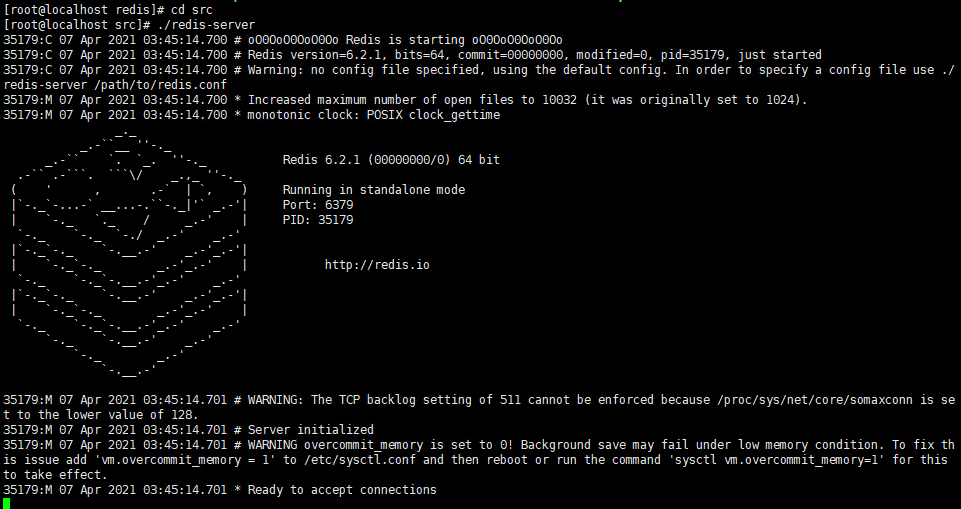 [root@localhost redis]# cd src
[root@localhost src]# ./redis-server
35179:C 07 Apr 2021 03:45:14.700 # oO0OoO0OoO0Oo Redis is starting oO0OoO0OoO0Oo
35179:C 07 Apr 2021 03:45:14.700 # Redis version=6.2.1, bits=64, commit=00000000, modified=0, pid=35179, just started
35179:C 07 Apr 2021 03:45:14.700 # Warning: no config file specified, using the default config. In order to specify a config file use ./
redis-server /path/to/redis.conf
35179:M 07 Apr 2021 03:45:14.700 * Increased maximum number of open files to 10032 (it was originally set to 1024).
35179:M 07 Apr 2021 03:45:14.700 * monotonic clock: POSIX clock_gettime
Redis 6.2.1 (00000000/0) 64 bit
Running in standalone mode
Port: 6379
PID: 35179
http://redis.io
35179:M 07 Apr 2021 03:45:14.701 # WARNING: The TCP backlog setting of 511 cannot be enforced because /proc/sys/net/core/somaxconn is se
t to the lower value of 128.
35179:M 07 Apr 2021 03:45:14.701 # Server initialized
35179:M 07 Apr 2021 03:45:14.701 # WARNING overcommit_memory is set to 0! Background save may fail under low memory condition. To fix th
is issue add 'vm.overcommit_memory = 1' to /etc/sysctl.conf and then reboot or run the command 'sysctl vm.overcommit_memory=1' for this
to take effect.
35179:M 07 Apr 2021 03:45:14.701 * Ready to accept connections